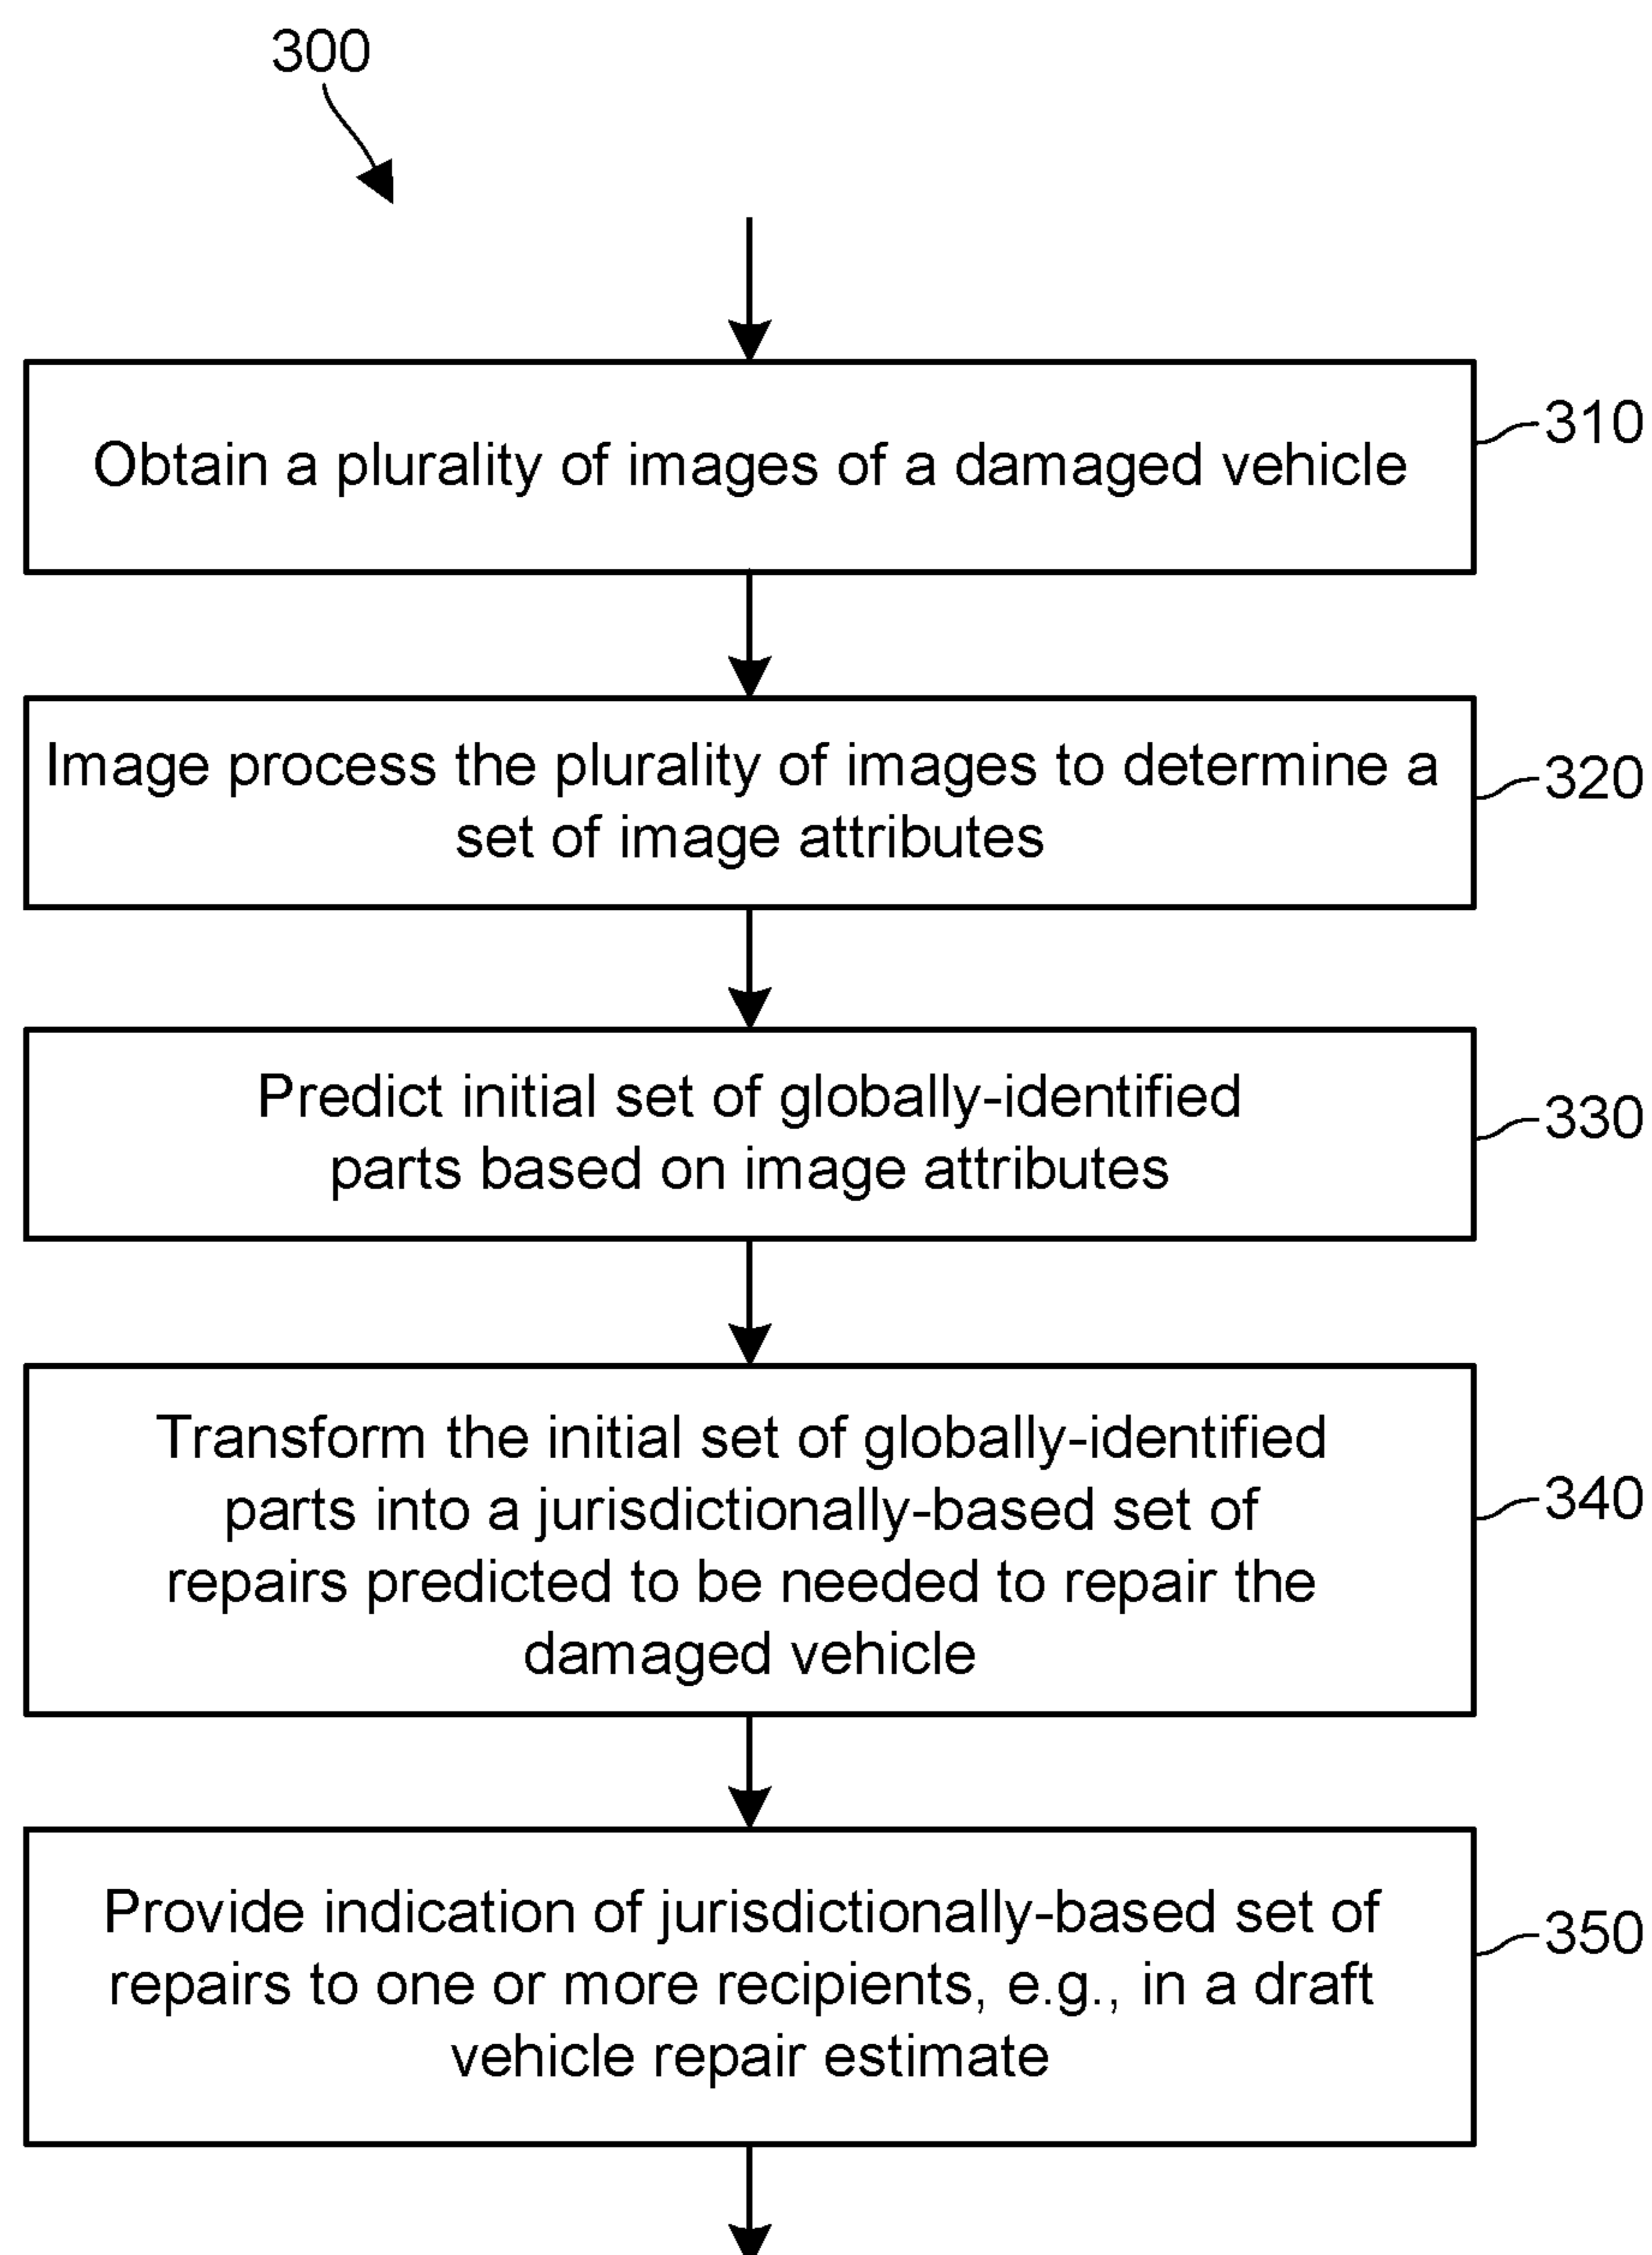 300
Obtain a plurality of images of a damaged vehicle
310
Image process the plurality of images to determine a
set of image attributes
320
Predict initial set of globally-identified
parts based on image attributes
330
Transform the initial set of globally-identified
parts into a jurisdictionally-based set of
repairs predicted to be needed to repair the
damaged vehicle
340
Provide indication of jurisdictionally-based set of
repairs to one or more recipients, e.g., in a draft
vehicle repair estimate
350